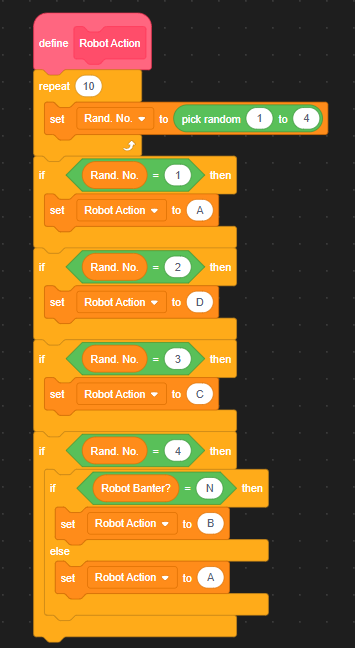 define Robot Action
repeat 10
set Rand. No. to pick random 1 to 4
if Rand. No. = 1 then
set Robot Action to A
if Rand. No. = 2 then
set Robot Action to D
if Rand. No. = 3 then
set Robot Action to C
if Rand. No. = 4 then
if Robot Banter? = N then
set Robot Action to B
else
set Robot Action to A